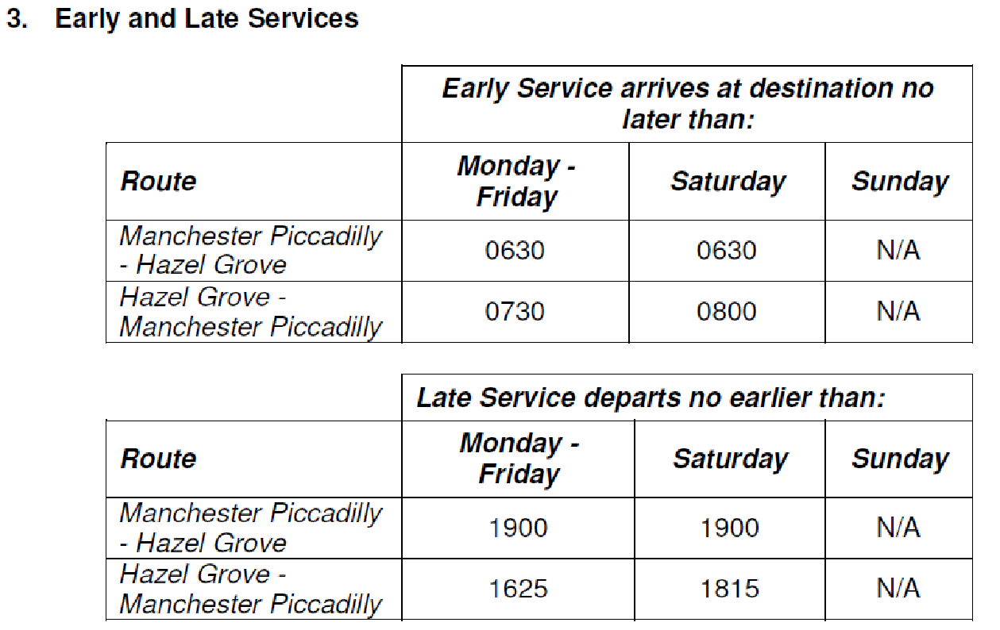 3. Early and Late Services
Early Service arrives at destination no
later than:
Route
Monday -
Friday
Saturday
Sunday
Manchester Piccadilly
- Hazel Grove
0630
0630
N/A
Hazel Grove -
Manchester Piccadilly
0730
0800
N/A
Late Service departs no earlier than:
Route
Monday -
Friday
Saturday
Sunday
Manchester Piccadilly
- Hazel Grove
1900
1900
N/A
Hazel Grove -
Manchester Piccadilly
1625
1815
N/A